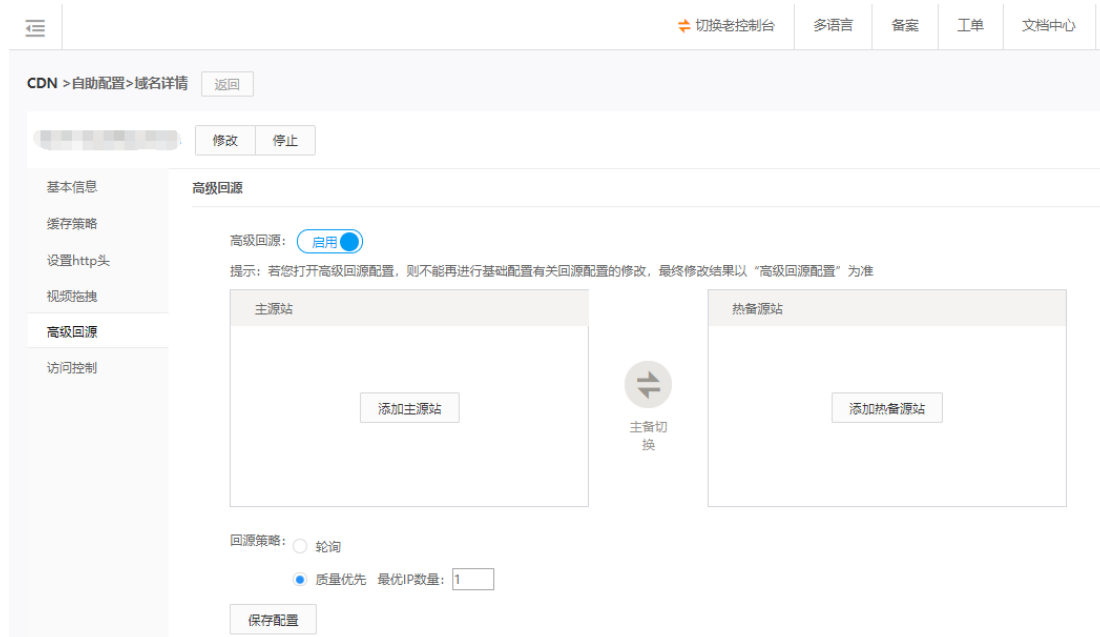 切换老控制台 多语言 备案 工单 文档中心
CDN >自助配置>域名详情 返回
修改 停止
基本信息
缓存策略
设置http头
视频拖拽
高级回源
访问控制
高级回源
高级回源: 启用
提示：若您打开高级回源配置，则不能再进行基础配置有关回源配置的修改，最终修改结果以“高级回源配置”为准
主源站
添加主源站
主备切
换
热备源站
添加热备源站
回源策略: 轮询
质量优先 最优IP数量: 1
保存配置